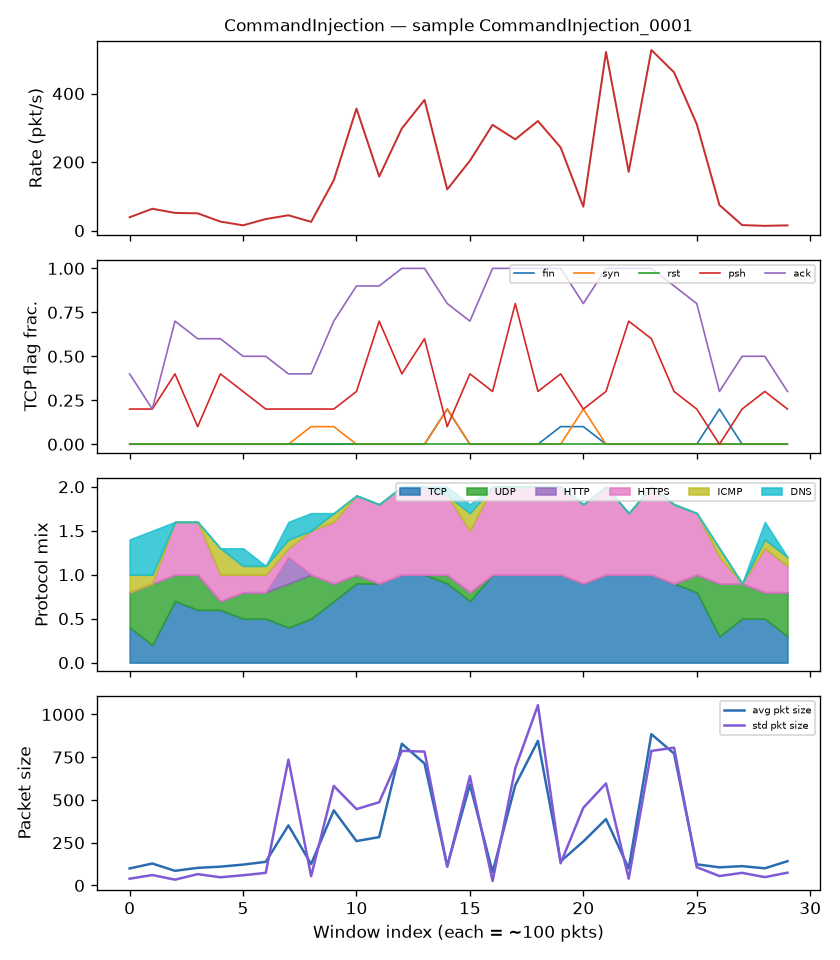 CommandInjection — sample CommandInjection_0001
Rate (pkt/s)
400
200
0
TCP flag frac.
1.00
0.75
0.50
0.25
0.00
fin syn rst psh ack
Protocol mix
2.0
1.5
1.0
0.5
0.0
TCP UDP HTTP HTTPS ICMP DNS
Packet size
1000
750
500
250
0
avg pkt size
std pkt size
0 5 10 15 20 25 30
Window index (each = ~100 pkts)